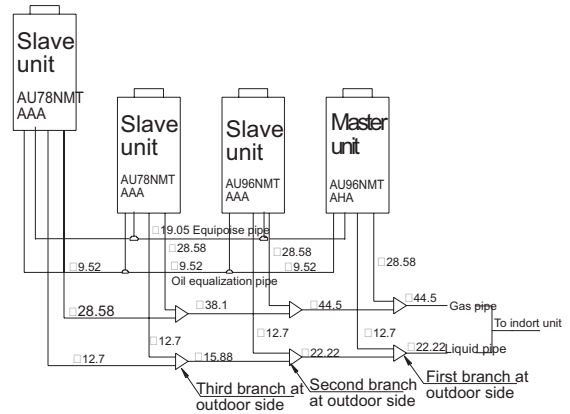 Slave
unit
AU78NMT
AAA
Slave
unit
AU78NMT
AAA
Slave
unit
AU96NMT
AAA
Master
unit
AU96NMT
AHA
□19.05 Equipoise pipe
□28.58
□28.58
□28.58
□9.52
□9.52
□9.52
Oil equalization pipe
□28.58
□38.1
□44.5
□44.5
Gas pipe
To indort unit
□12.7
□12.7
□12.7
□12.7
□15.88
□22.22
□22.22
Liquid pipe
Third branch at
outdoor side
Second branch
at outdoor side
First branch at
outdoor side